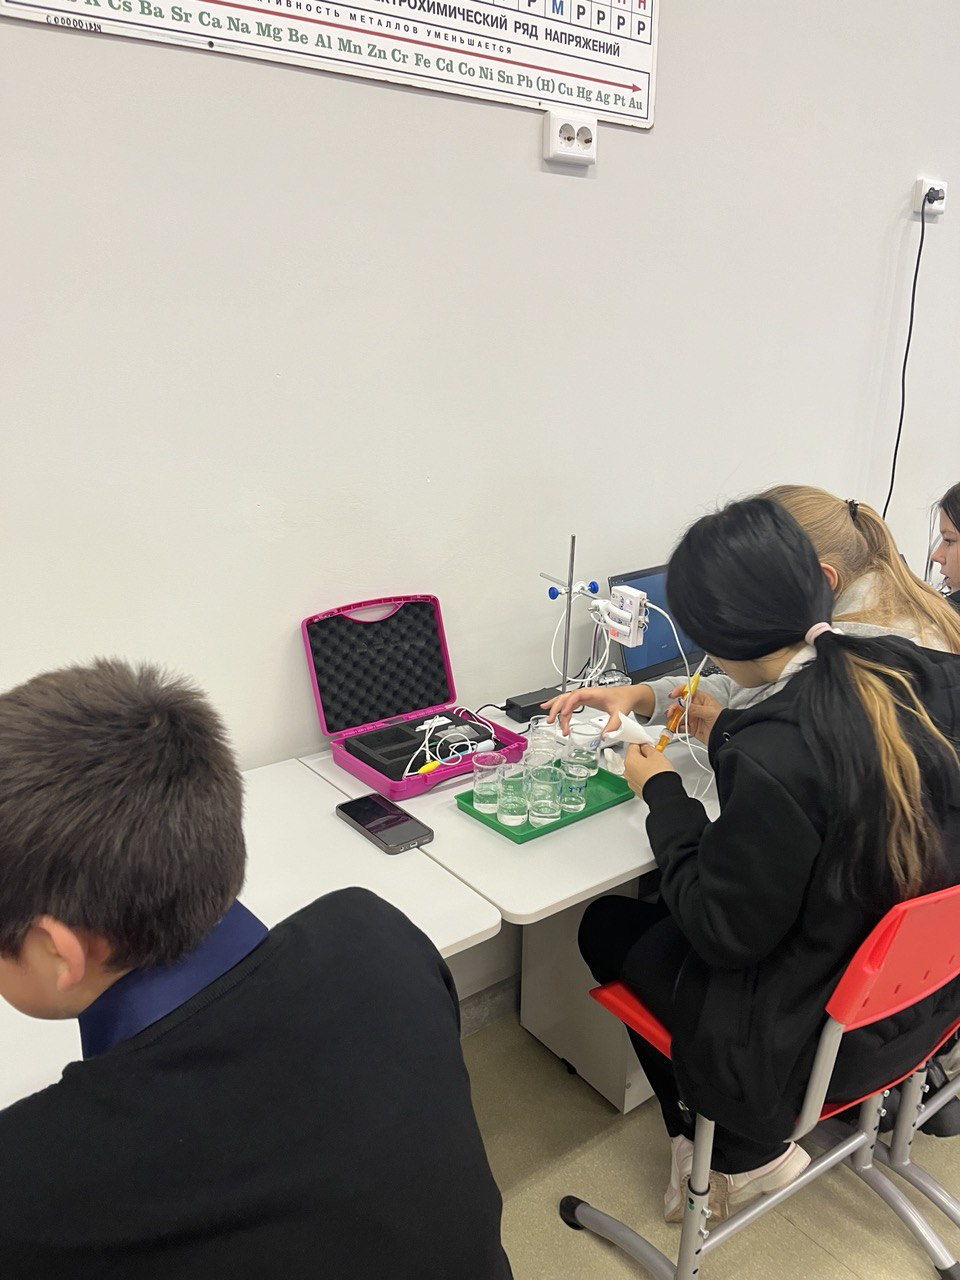 Р М Р Р Р
ЭЛЕКТРОХИМИЧЕСКИЙ РЯД НАПРЯЖЕНИЙ
АКТИВНОСТЬ МЕТАЛЛОВ УМЕНЬШАЕТСЯ
K Cs Ba Sr Ca Na Mg Be Al Mn Zn Cr Fe Cd Co Ni Sn Pb (H) Cu Hg Ag Pt Au